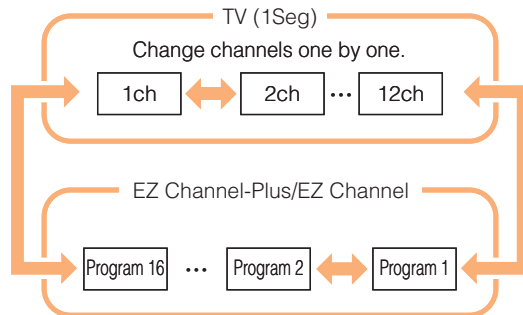 TV (1Seg)
Change channels one by one.
1ch 2ch ••• 12ch
EZ Channel-Plus/EZ Channel
Program 16 ••• Program 2 Program 1